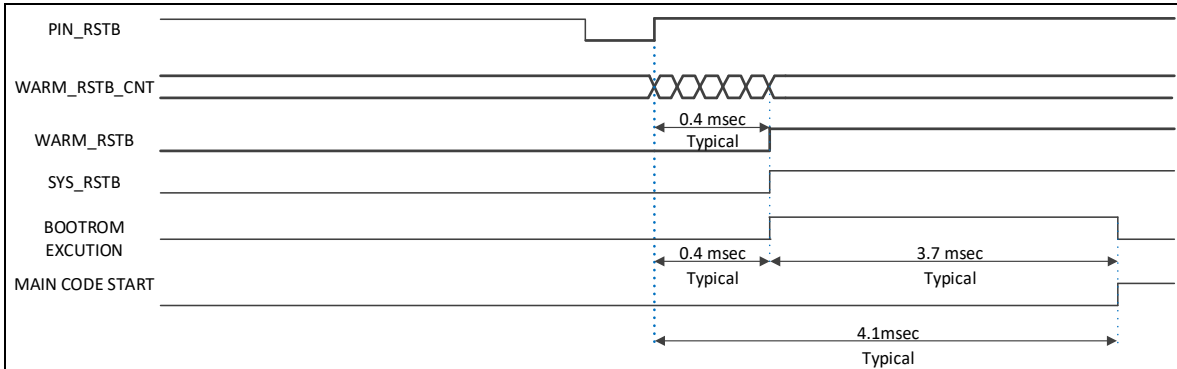 PIN_RSTB
WARM_RSTB_CNT
0.4 msec
Typical
WARM_RSTB
SYS_RSTB
BOOTROM
EXCUTION
0.4 msec
3.7 msec
Typical
Typical
MAIN CODE START
4.1msec
Typical